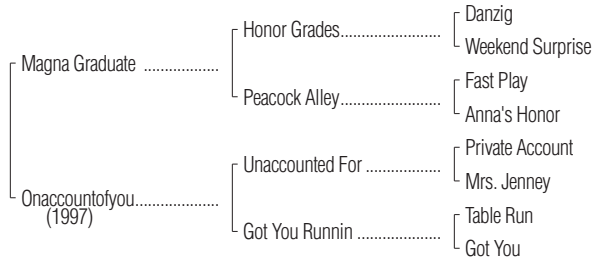 Danzig
Honor Grades.......................
Weekend Surprise
Magna Graduate ..................
Fast Play
Peacock Alley.......................
Anna's Honor
Private Account
Unaccounted For .................
Mrs. Jenney
Onaccountofyou...................
(1997)
Table Run
Got You Runnin ...................
Got You